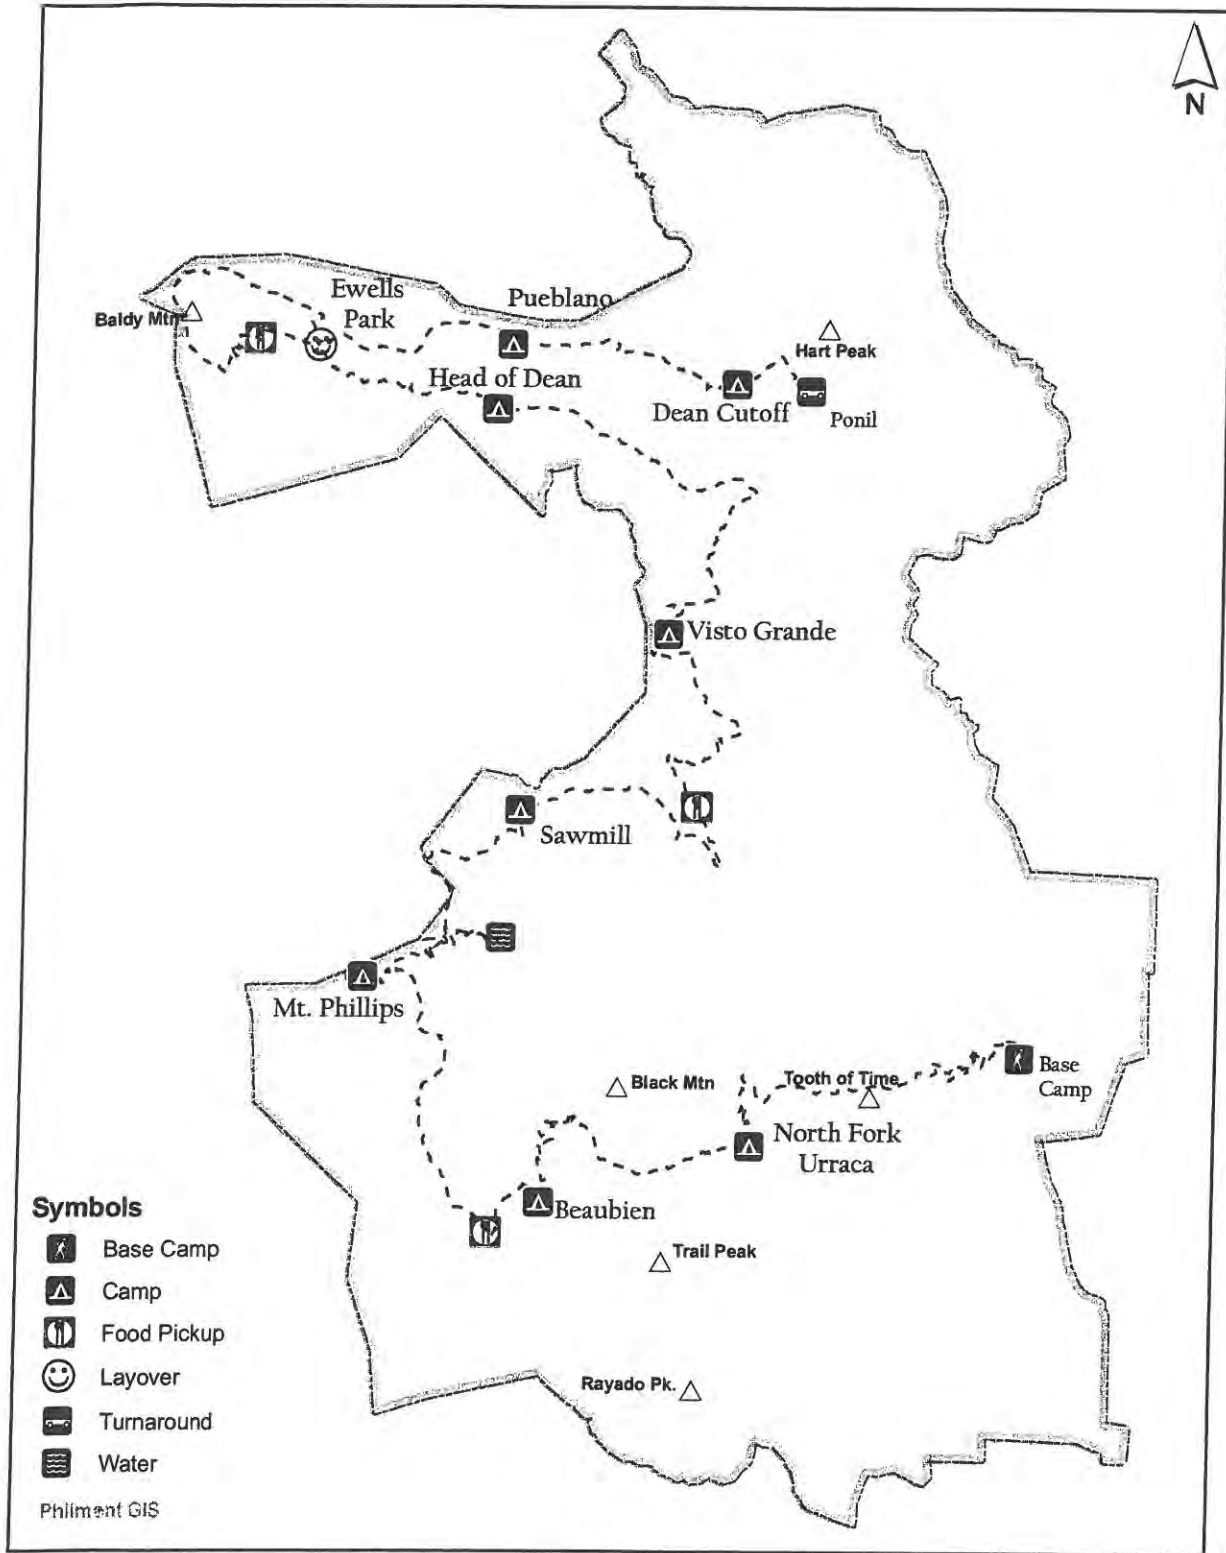 N
Ewells
Park
Pueblano
Baldy Mtn
Hart Peak
Head of Dean
Dean Cutoff
Ponil
Visto Grande
Sawmill
Mt. Phillips
Black Mtn
Tooth of Time
Base
Camp
North Fork
Urraca
Beaubien
Trail Peak
Rayado Pk.
Symbols
Base Camp
Camp
Food Pickup
Layover
Turnaround
Water
Philmont GIS